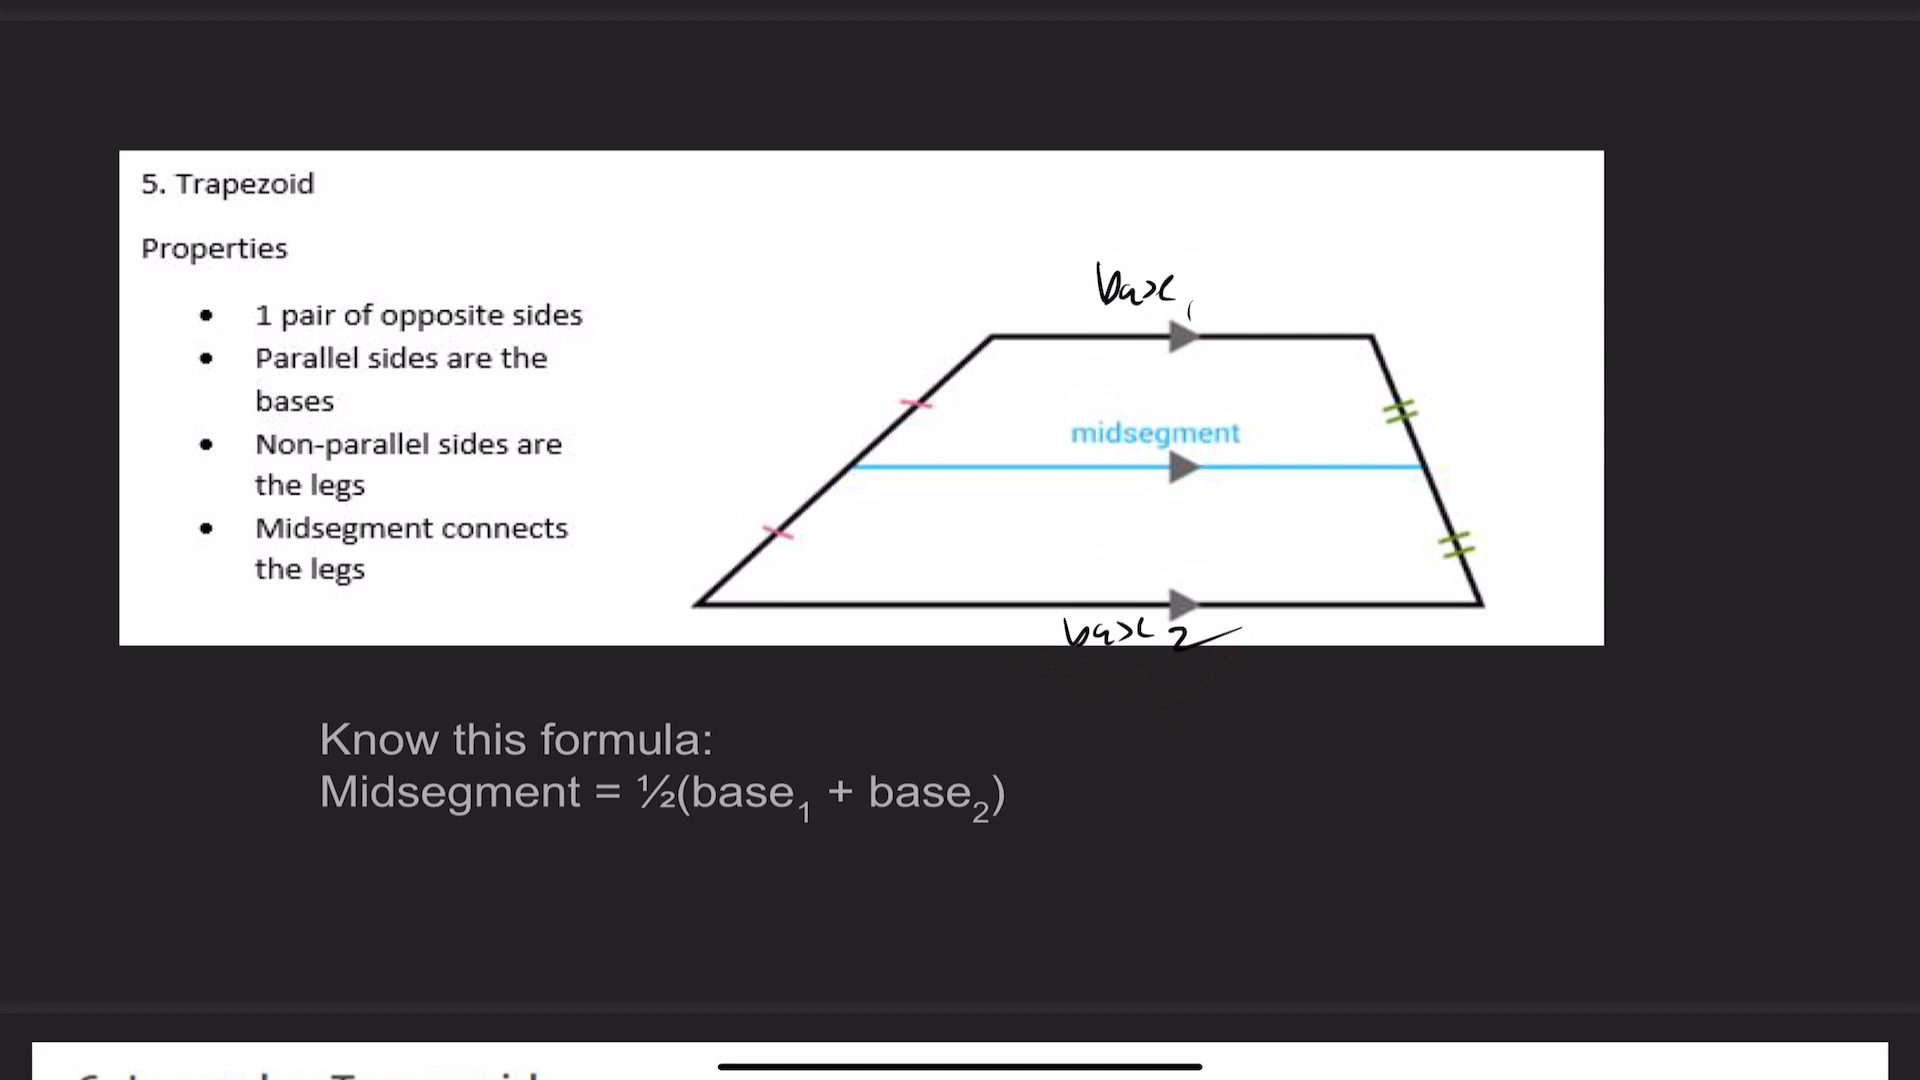 5. Trapezoid
Properties
• 1 pair of opposite sides
• Parallel sides are the
bases
• Non-parallel sides are
the legs
• Midsegment connects
the legs
base 1
midsegment
base 2
Know this formula:
Midsegment = ½(base₁ + base₂)